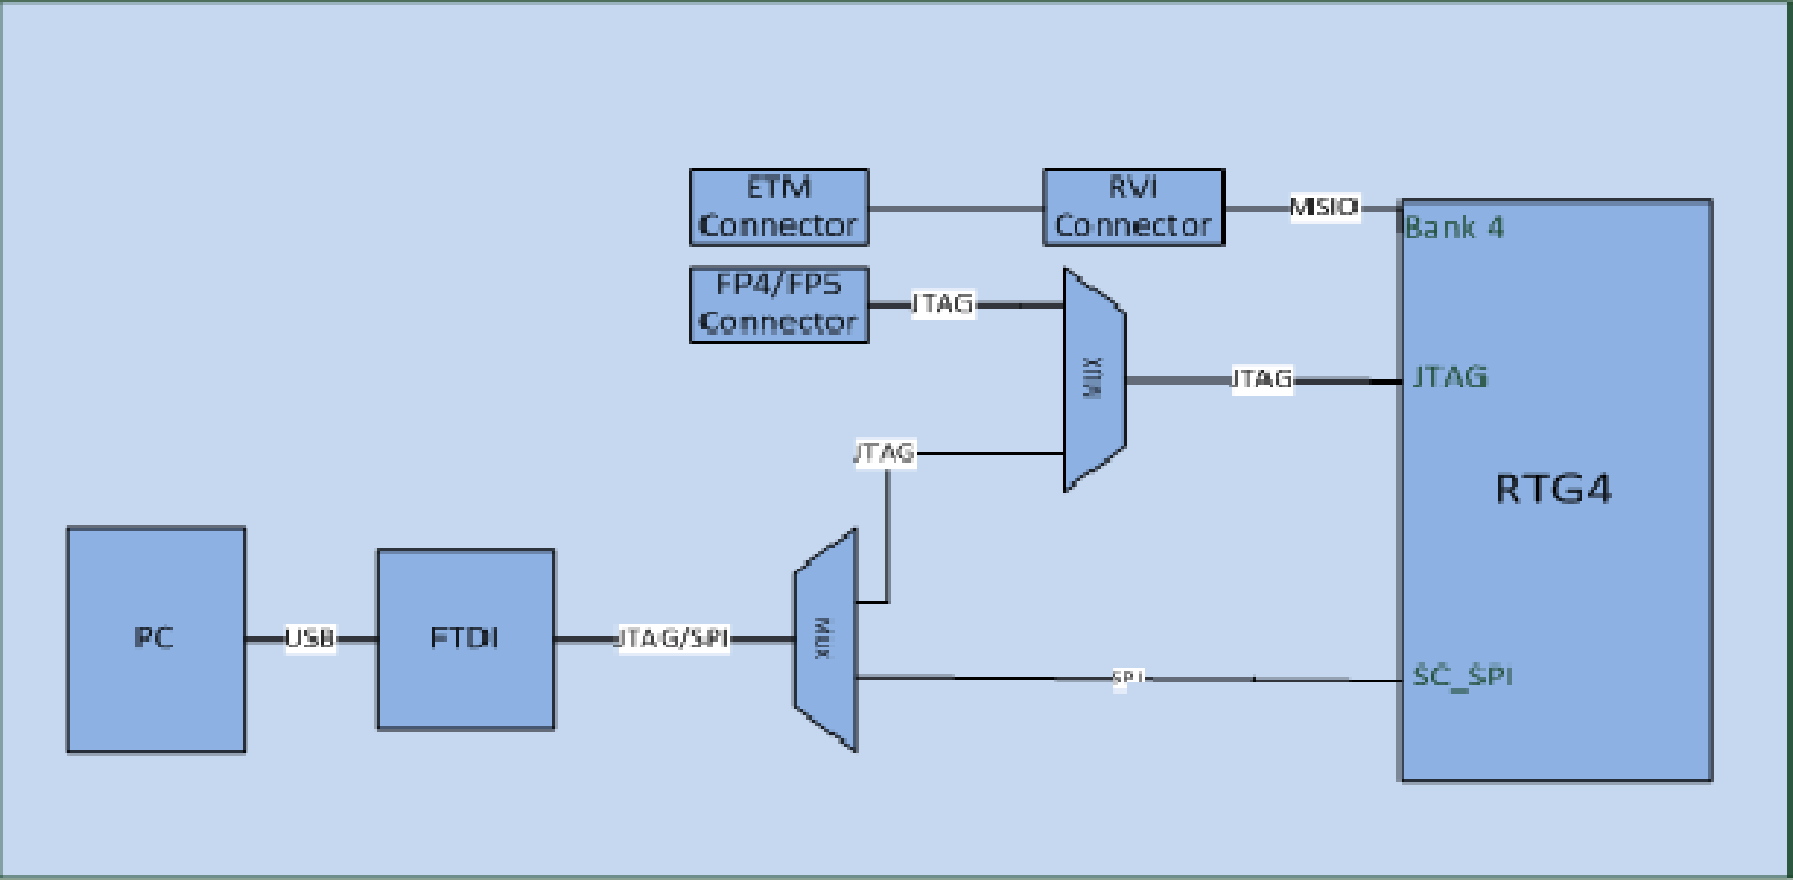 ETM
Connector
RVI
Connector
MSIO
Bank 4
FP4/FP5
Connector
JTAG
MUX
JTAG
JTAG
JTAG
RTG4
PC
USB
FTDI
JTAG/SPI
MUX
SPI
SC_SPI